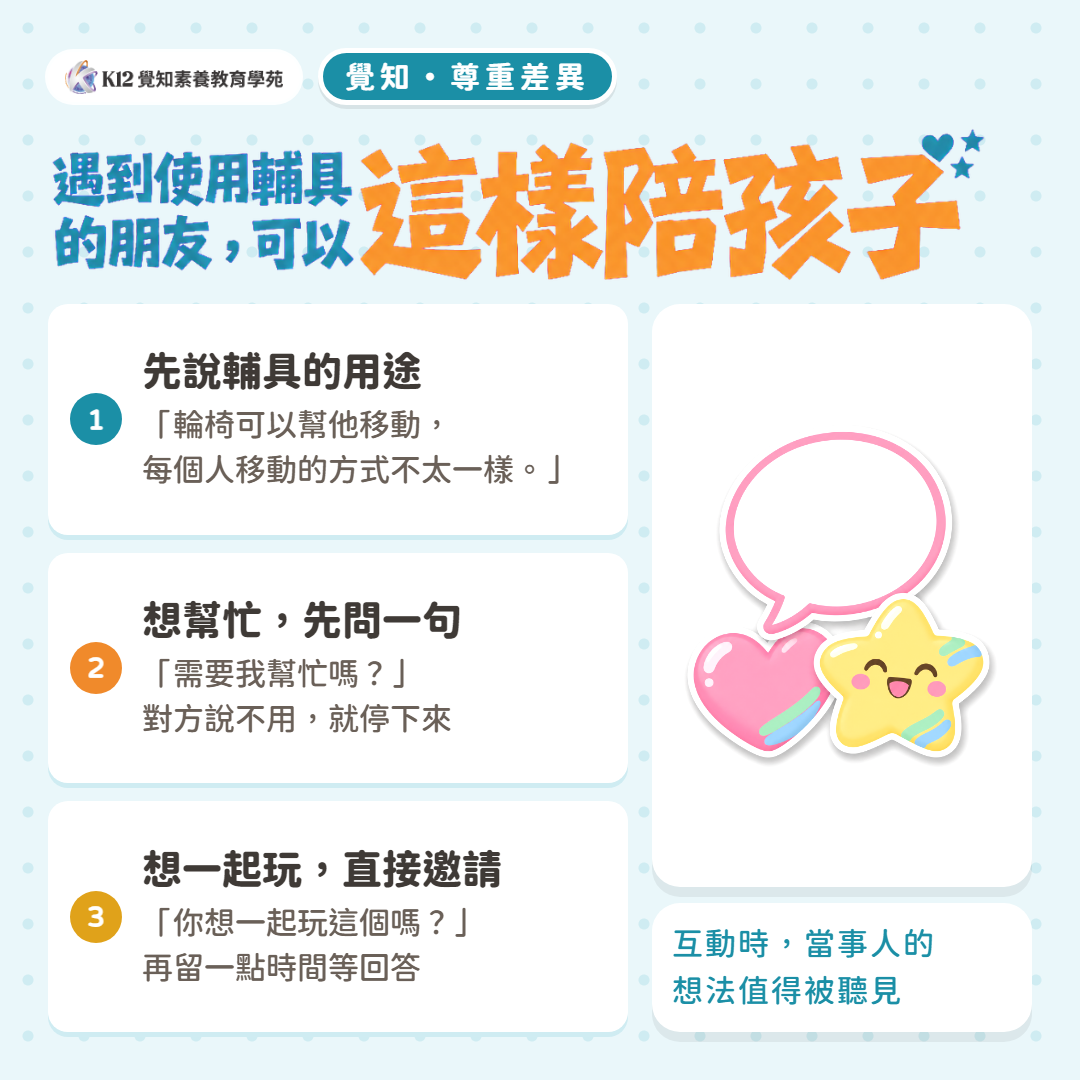 K12 覺知素養教育學苑
覺知・尊重差異
遇到使用輔具
的朋友，可以
這樣陪孩子
1
先說輔具的用途
「輪椅可以幫他移動，
每個人移動的方式不太一樣。」
2
想幫忙，先問一句
「需要我幫忙嗎？」
對方說不用，就停下來
3
想一起玩，直接邀請
「你想一起玩這個嗎？」
再留一點時間等回答
互動時，當事人的
想法值得被聽見